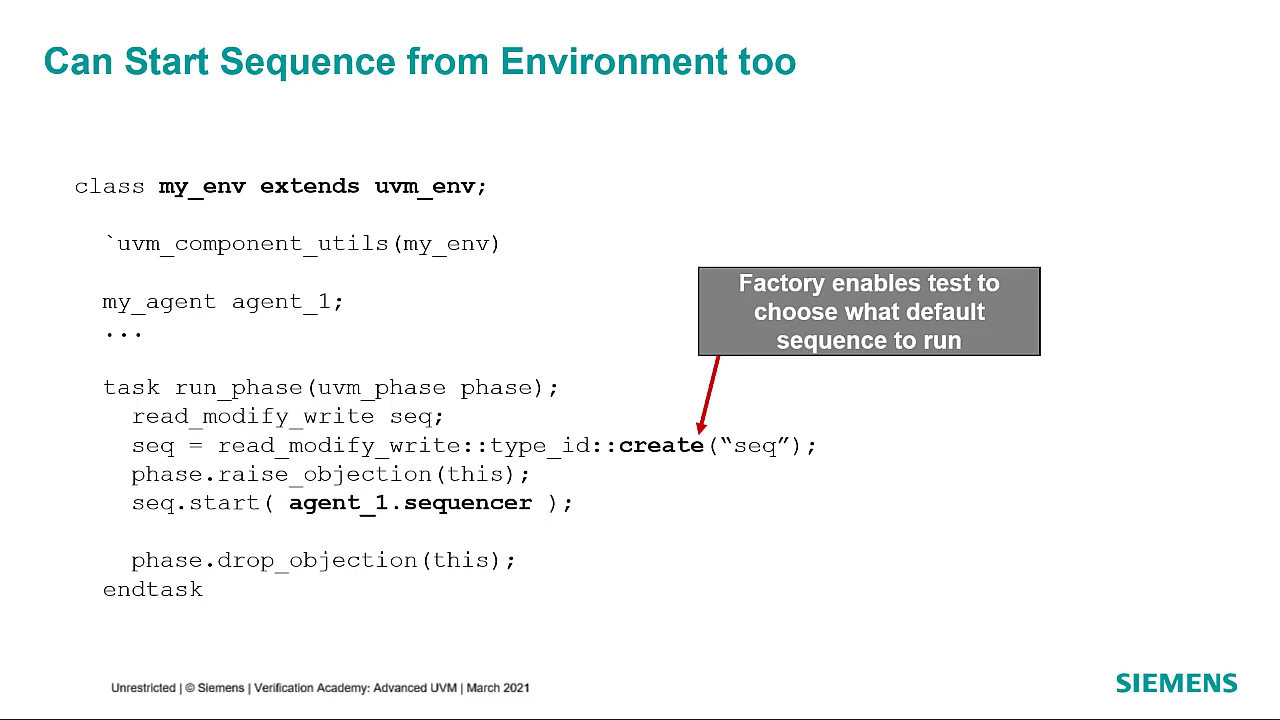 Can Start Sequence from Environment too
class my_env extends uvm_env;
`uvm_component_utils(my_env)
my_agent agent_1;
...
Factory enables test to
choose what default
sequence to run
task run_phase(uvm_phase phase);
read_modify_write seq;
seq = read_modify_write::type_id::create(“seq”);
phase.raise_objection(this);
seq.start( agent_1.sequencer );
phase.drop_objection(this);
endtask
Unrestricted | © Siemens | Verification Academy: Advanced UVM | March 2021
SIEMENS